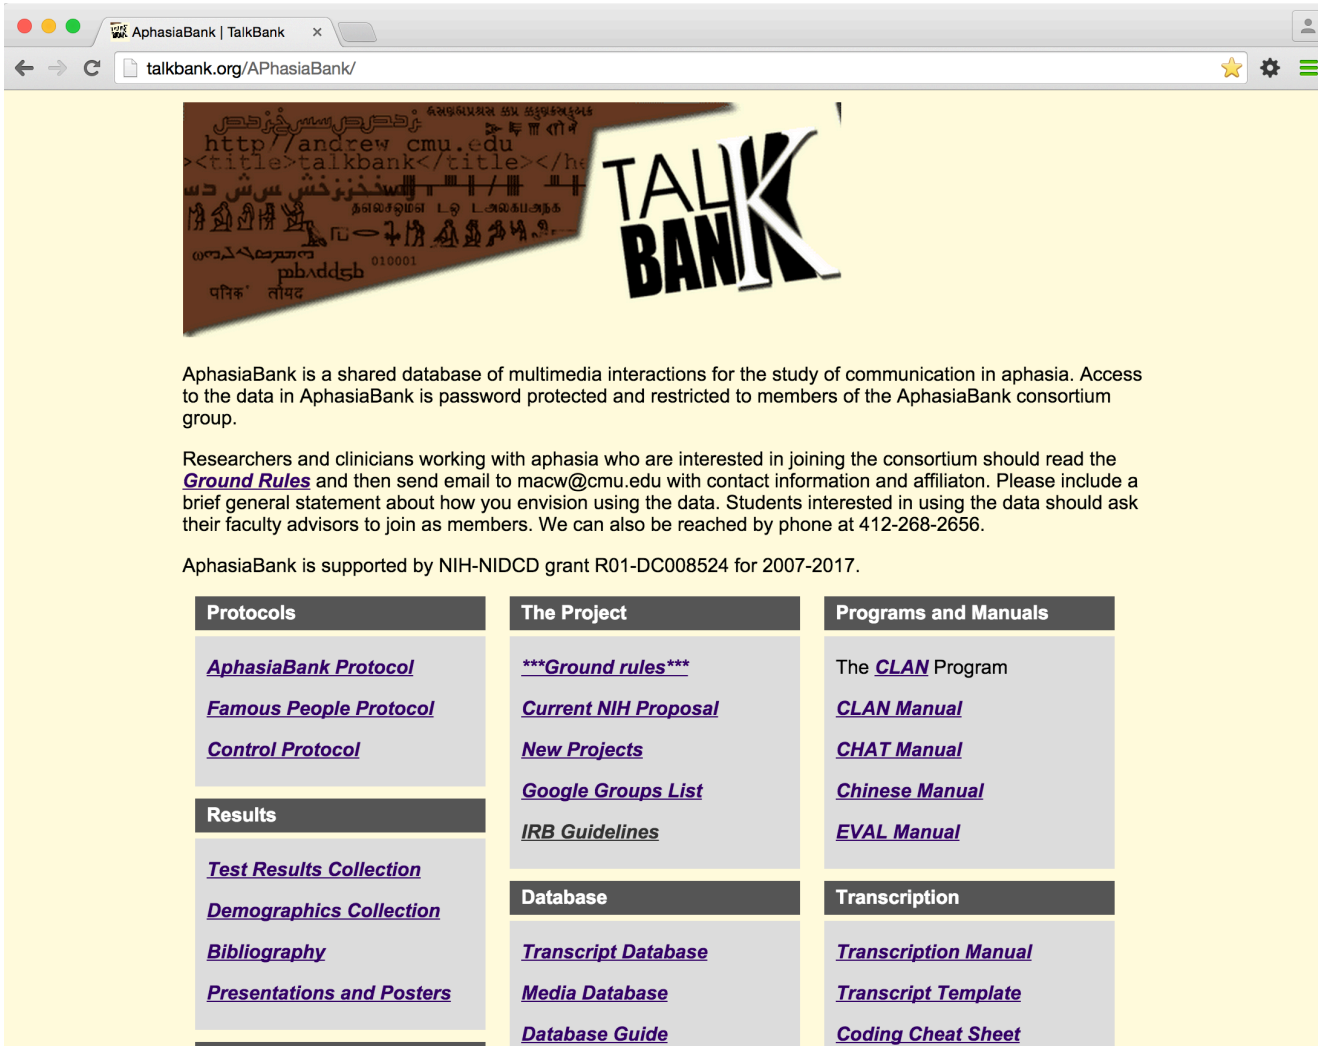 AphasiaBank | TalkBank
talkbank.org/APhasiaBank/
http://andrew cmu.edu
><title>talkbank</title></he
010001
पनिक' लोयद
TALK
BANK
AphasiaBank is a shared database of multimedia interactions for the study of communication in aphasia. Access
to the data in AphasiaBank is password protected and restricted to members of the AphasiaBank consortium
group.
Researchers and clinicians working with aphasia who are interested in joining the consortium should read the
Ground Rules and then send email to macw@cmu.edu with contact information and affiliaton. Please include a
brief general statement about how you envision using the data. Students interested in using the data should ask
their faculty advisors to join as members. We can also be reached by phone at 412-268-2656.
AphasiaBank is supported by NIH-NIDCD grant R01-DC008524 for 2007-2017.
Protocols
AphasiaBank Protocol
Famous People Protocol
Control Protocol
Results
Test Results Collection
Demographics Collection
Bibliography
Presentations and Posters
The Project
***Ground rules***
Current NIH Proposal
New Projects
Google Groups List
IRB Guidelines
Database
Transcript Database
Media Database
Database Guide
Programs and Manuals
The CLAN Program
CLAN Manual
CHAT Manual
Chinese Manual
EVAL Manual
Transcription
Transcription Manual
Transcript Template
Coding Cheat Sheet